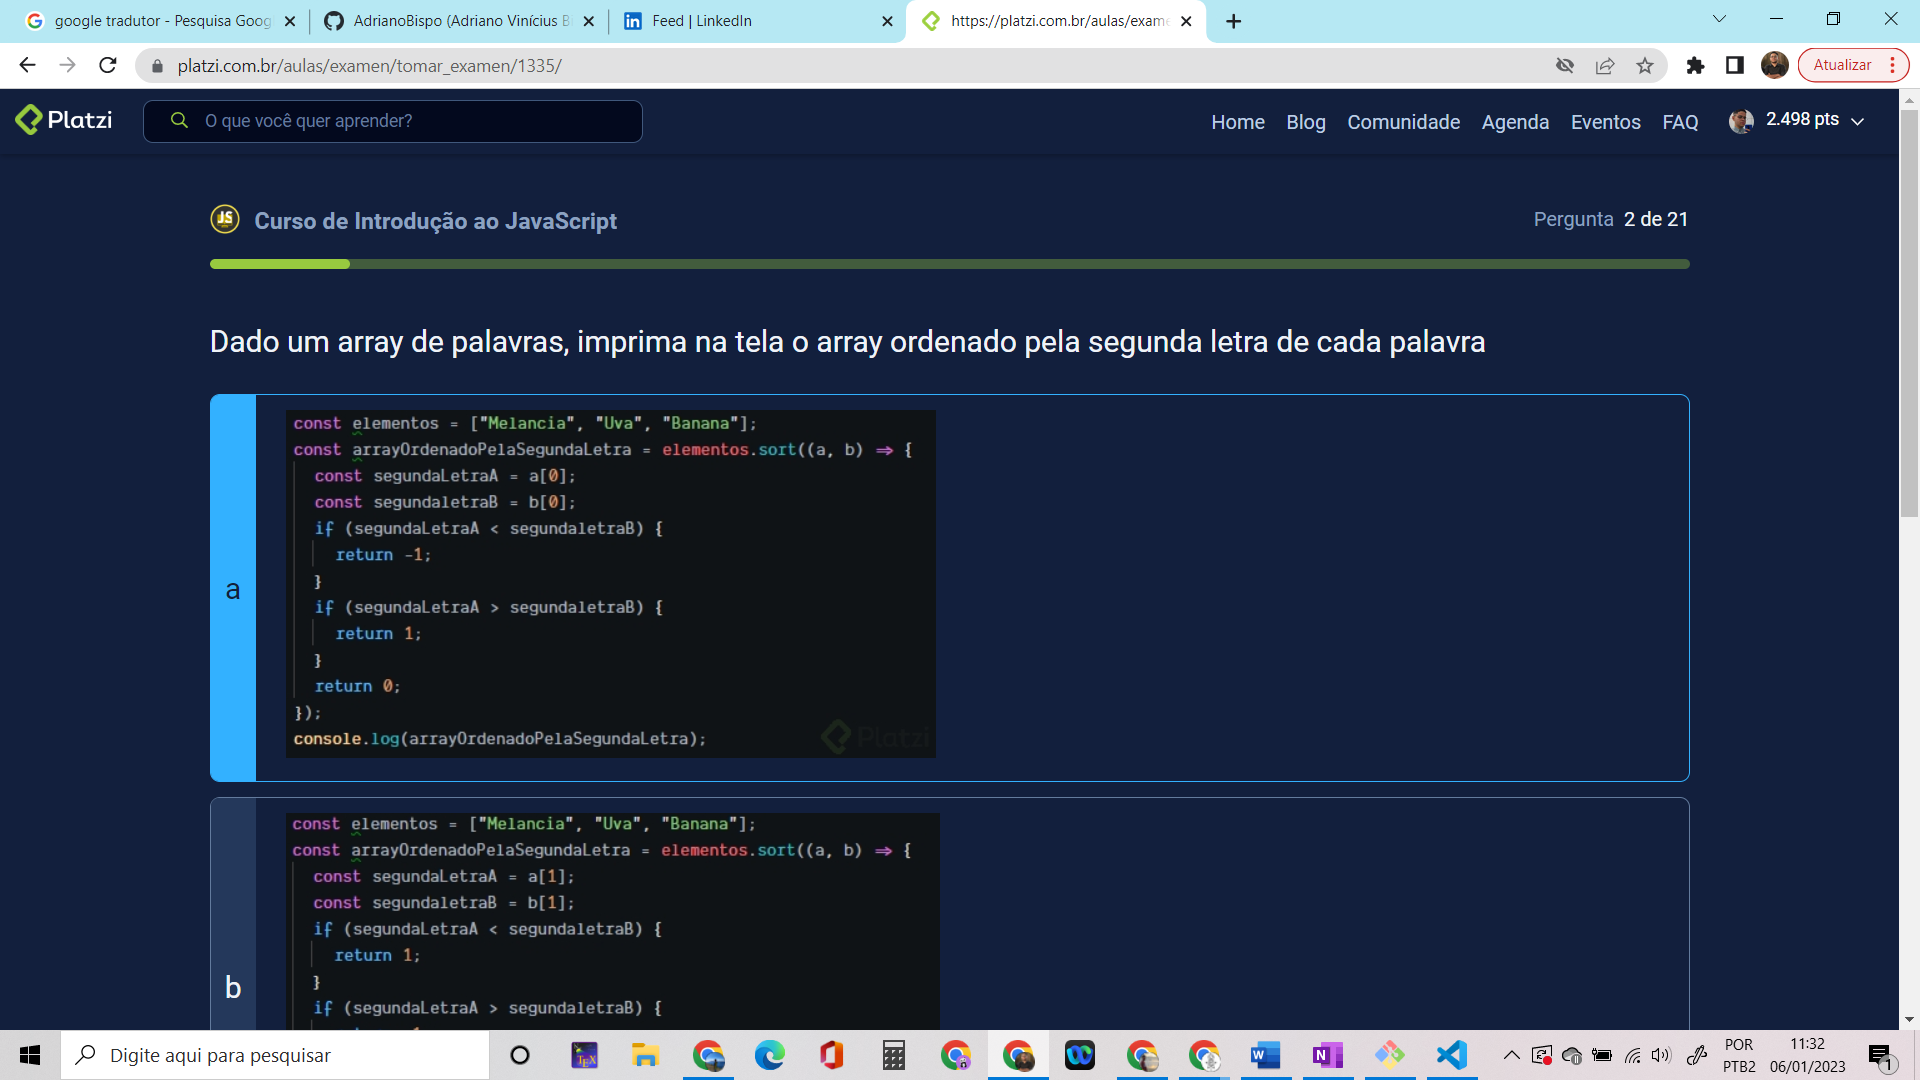 google tradutor - Pesquisa Goog
AdrianoBispo (Adriano Vinícius B
Feed | LinkedIn
https://platzi.com.br/aulas/exame
platzi.com.br/aulas/examen/tomar_examen/1335/
Atualizar
Platzi
O que você quer aprender?
Home
Blog
Comunidade
Agenda
Eventos
FAQ
2.498 pts
JS
Curso de Introdução ao JavaScript
Pergunta 2 de 21
Dado um array de palavras, imprima na tela o array ordenado pela segunda letra de cada palavra
a
const elementos = ["Melancia", "Uva", "Banana"];
const arrayOrdenadoPelaSegundaLetra = elementos.sort((a, b) ⇒ {
const segundaLetraA = a[0];
const segundaletraB = b[0];
if (segundaLetraA < segundaletraB) {
return -1;
}
if (segundaLetraA > segundaletraB) {
return 1;
}
return 0;
});
console.log(arrayOrdenadoPelaSegundaLetra);
Platzi
b
const elementos = ["Melancia", "Uva", "Banana"];
const arrayOrdenadoPelaSegundaLetra = elementos.sort((a, b) ⇒ {
const segundaLetraA = a[1];
const segundaletraB = b[1];
if (segundaLetraA < segundaletraB) {
return 1;
}
if (segundaLetraA > segundaletraB) {
Digite aqui para pesquisar
POR
PTB2
11:32
06/01/2023
1